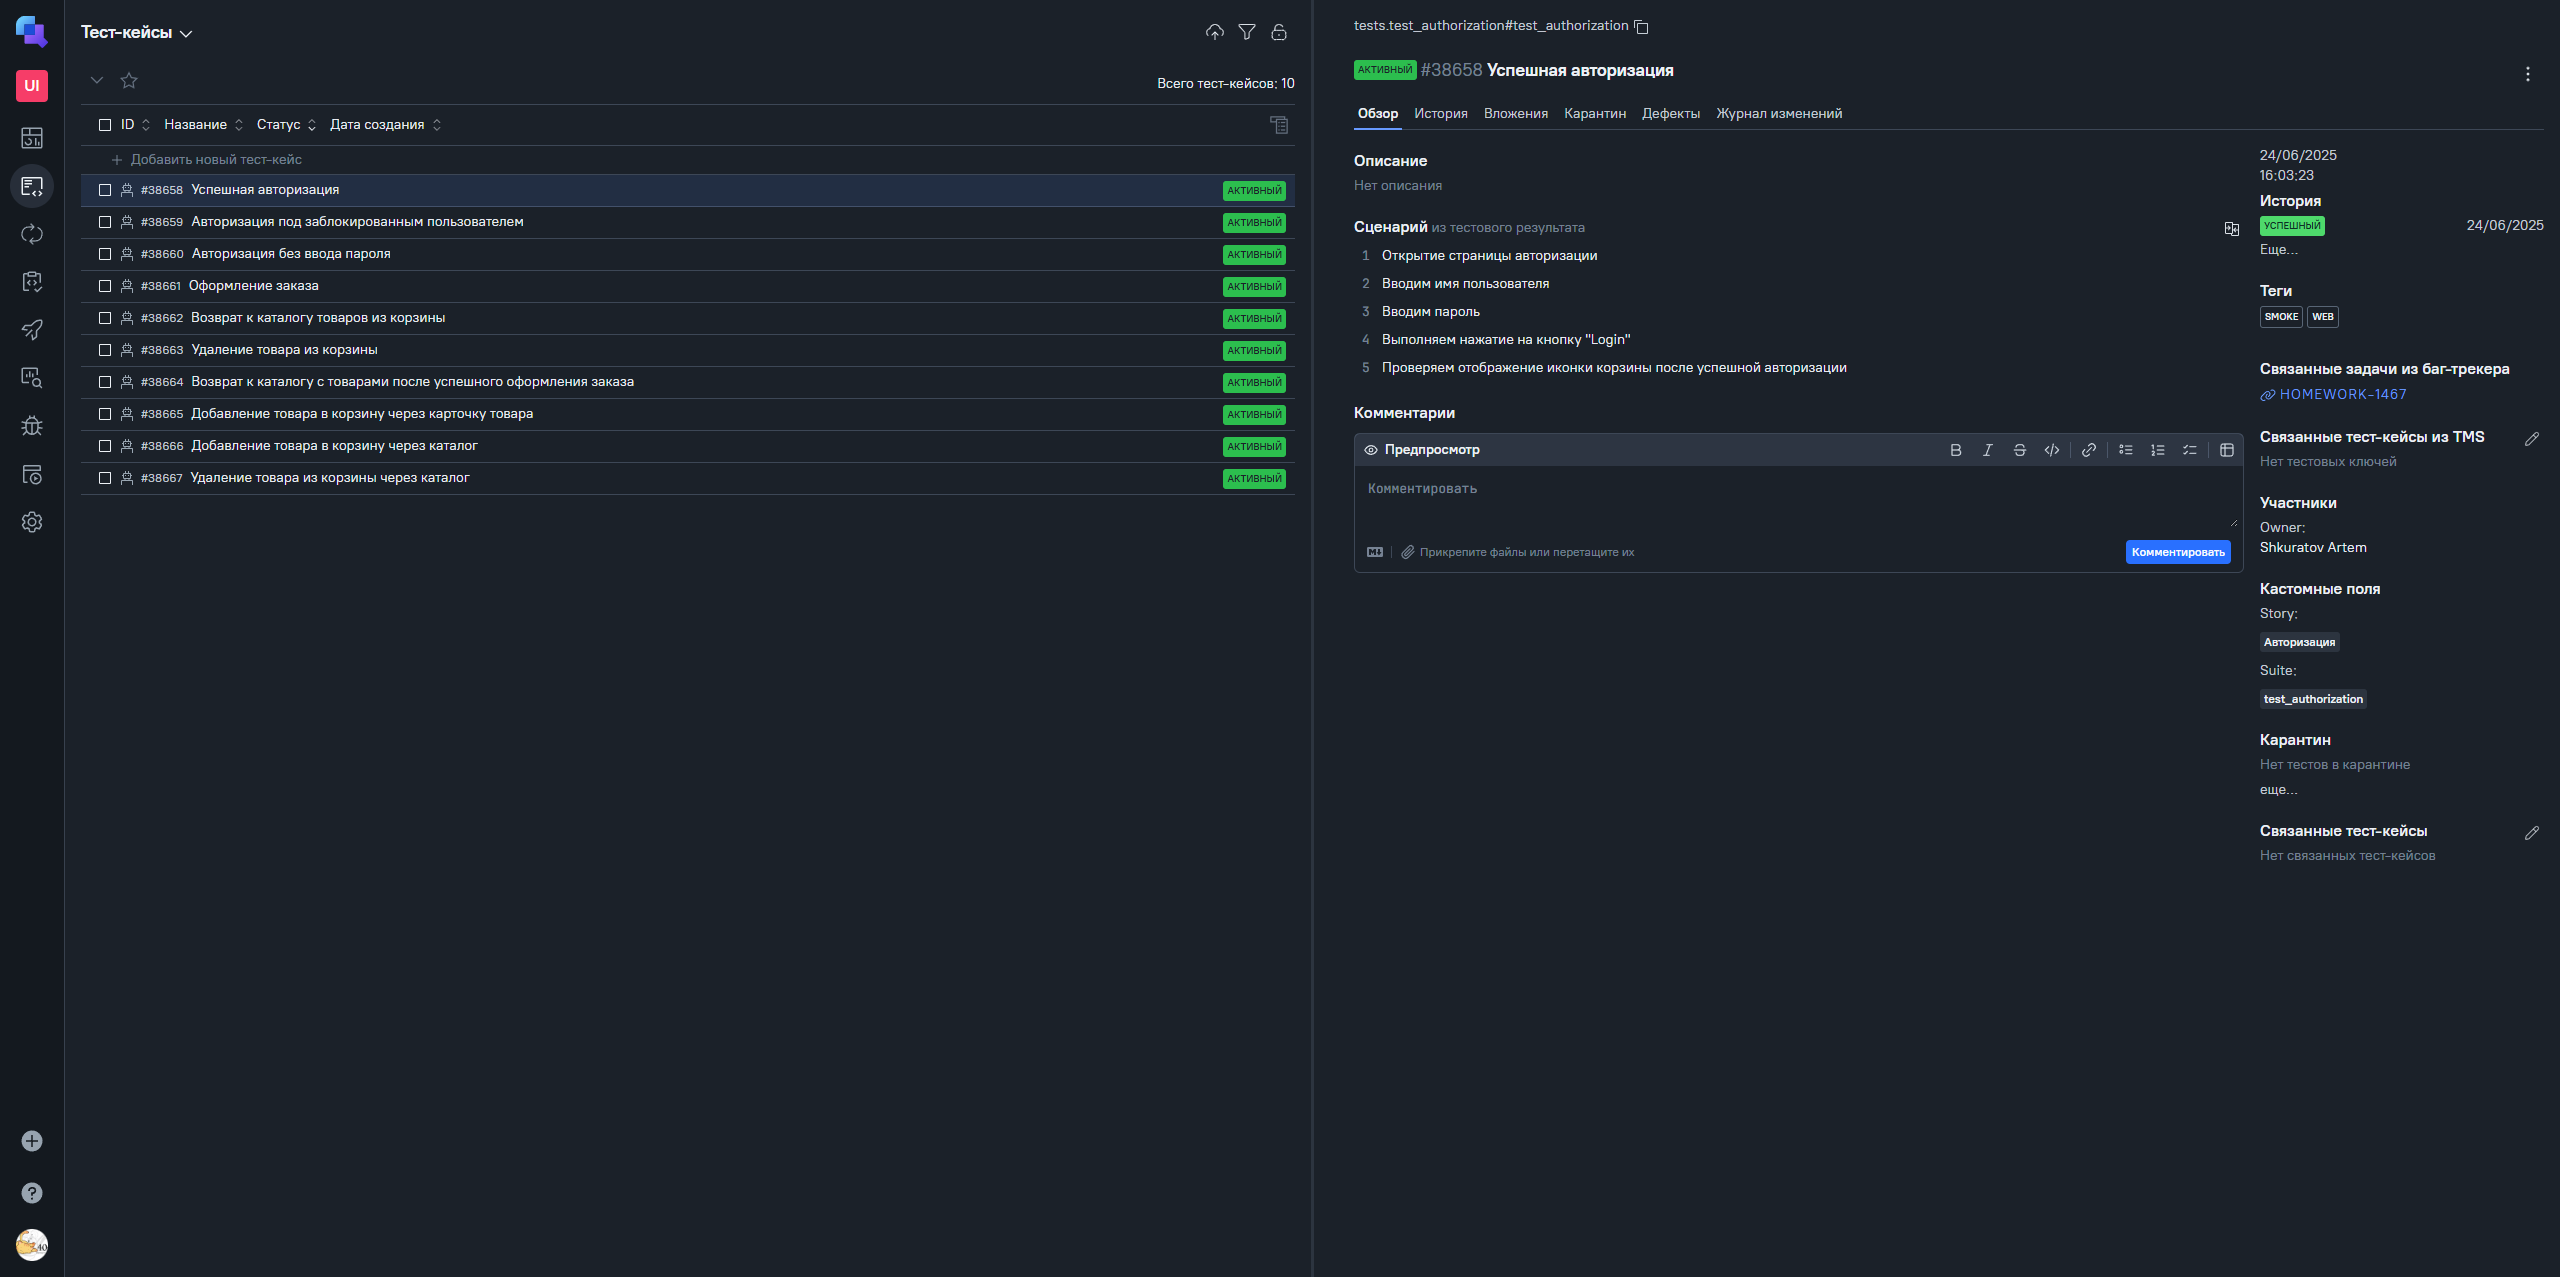 UI
Тест-кейсы
Всего тест-кейсов: 10
ID Название Статус Дата создания
Добавить новый тест-кейс
#38658 Успешная авторизация АКТИВНЫЙ
#38659 Авторизация под заблокированным пользователем АКТИВНЫЙ
#38660 Авторизация без ввода пароля АКТИВНЫЙ
#38661 Оформление заказа АКТИВНЫЙ
#38662 Возврат к каталогу товаров из корзины АКТИВНЫЙ
#38663 Удаление товара из корзины АКТИВНЫЙ
#38664 Возврат к каталогу с товарами после успешного оформления заказа АКТИВНЫЙ
#38665 Добавление товара в корзину через карточку товара АКТИВНЫЙ
#38666 Добавление товара в корзину через каталог АКТИВНЫЙ
#38667 Удаление товара из корзины через каталог АКТИВНЫЙ
tests.test_authorization#test_authorization
АКТИВНЫЙ #38658 Успешная авторизация
Обзор История Вложения Карантин Дефекты Журнал изменений
Описание
Нет описания
Сценарий из тестового результата
1 Открытие страницы авторизации
2 Вводим имя пользователя
3 Вводим пароль
4 Выполняем нажатие на кнопку "Login"
5 Проверяем отображение иконки корзины после успешной авторизации
Комментарии
Предпросмотр
Комментировать
Прикрепите файлы или перетащите их
Комментировать
24/06/2025
16:03:23
История
УСПЕШНЫЙ 24/06/2025
Еще...
Теги
SMOKE WEB
Связанные задачи из баг-трекера
HOMEWORK-1467
Связанные тест-кейсы из TMS
Нет тестовых ключей
Участники
Owner:
Shkuratov Artem
Кастомные поля
Story:
Авторизация
Suite:
test_authorization
Карантин
Нет тестов в карантине
еще...
Связанные тест-кейсы
Нет связанных тест-кейсов